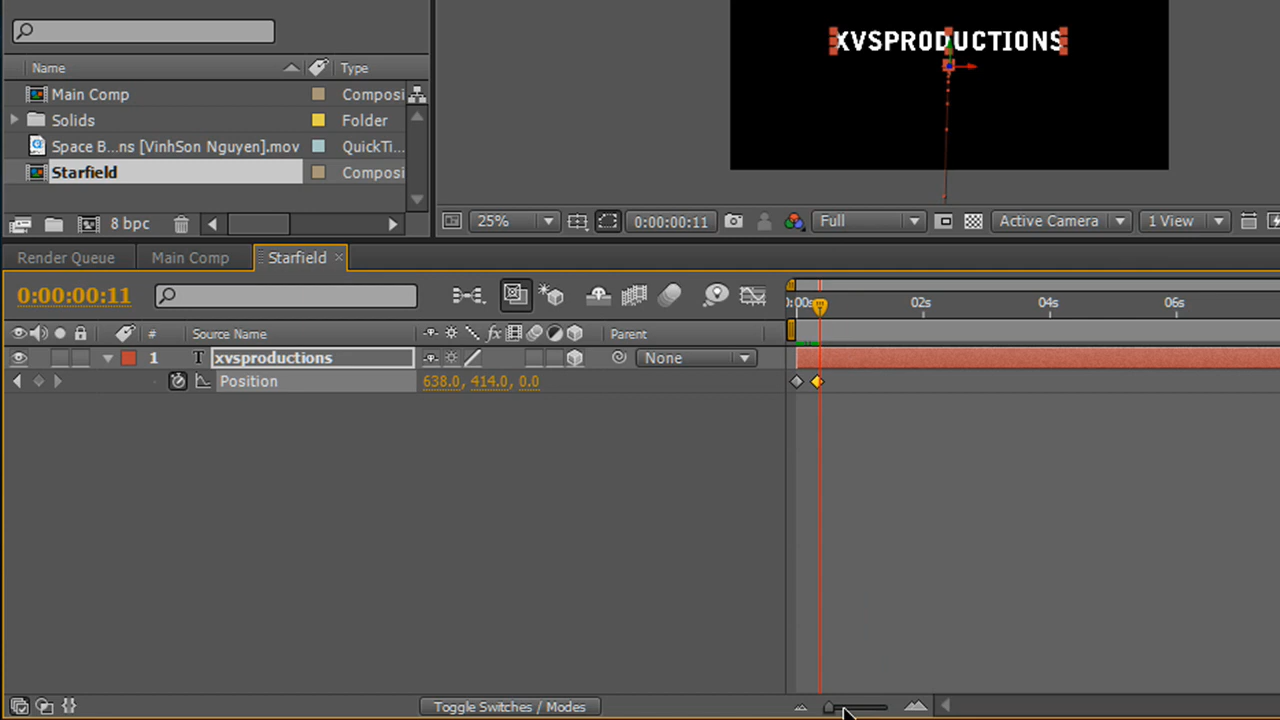 XVSPRODUCTIONS
Name Type
Main Comp Composi
Solids Folder
Space B...ns [VinhSon Nguyen].mov QuickTi...
Starfield Composi
8 bpc
25% 0:00:00:11 Full Active Camera 1 View
Render Queue Main Comp Starfield ×
0:00:00:11 :00s 02s 04s 06s
# Source Name fx Parent
1 T xvsproductions None
Position 638.0, 414.0, 0.0
Toggle Switches / Modes